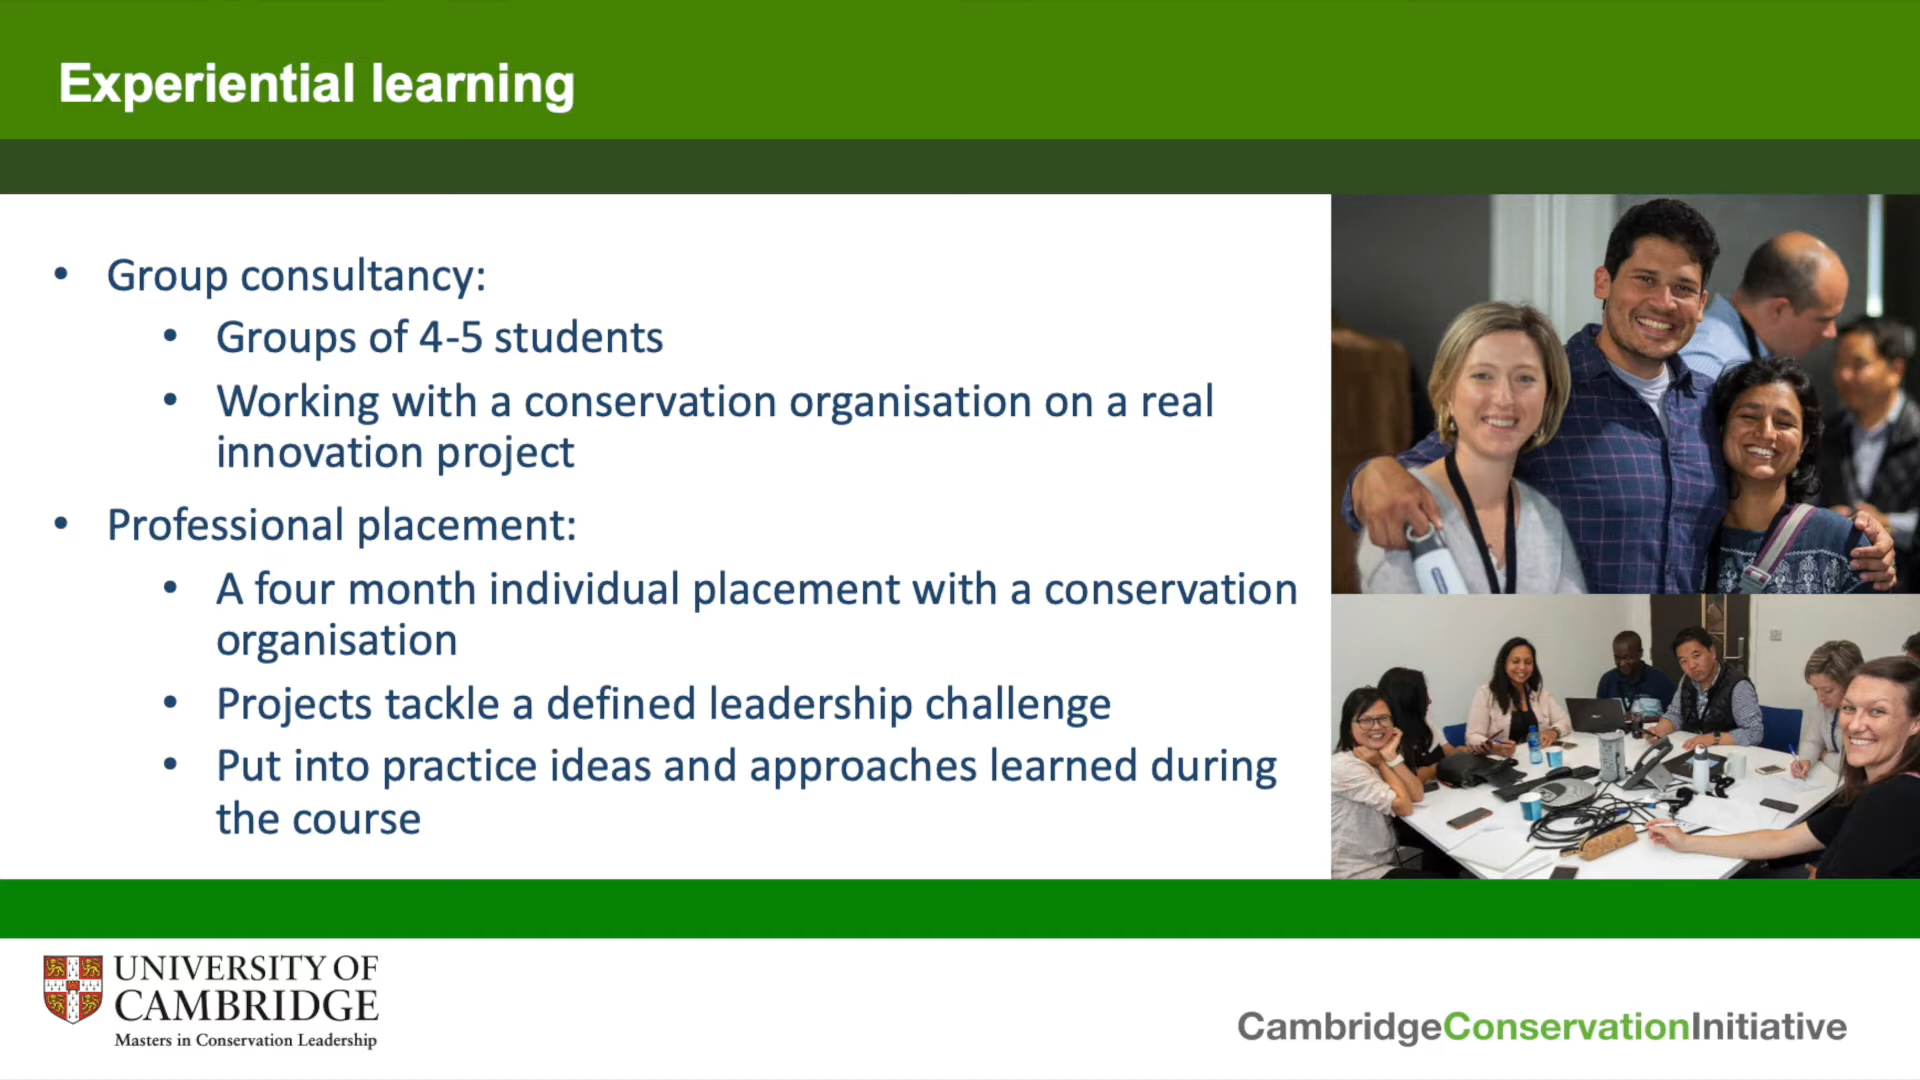 Experiential learning
• Group consultancy:
• Groups of 4-5 students
• Working with a conservation organisation on a real
innovation project
• Professional placement:
• A four month individual placement with a conservation
organisation
• Projects tackle a defined leadership challenge
• Put into practice ideas and approaches learned during
the course
UNIVERSITY OF
CAMBRIDGE
Masters in Conservation Leadership
CambridgeConservationInitiative